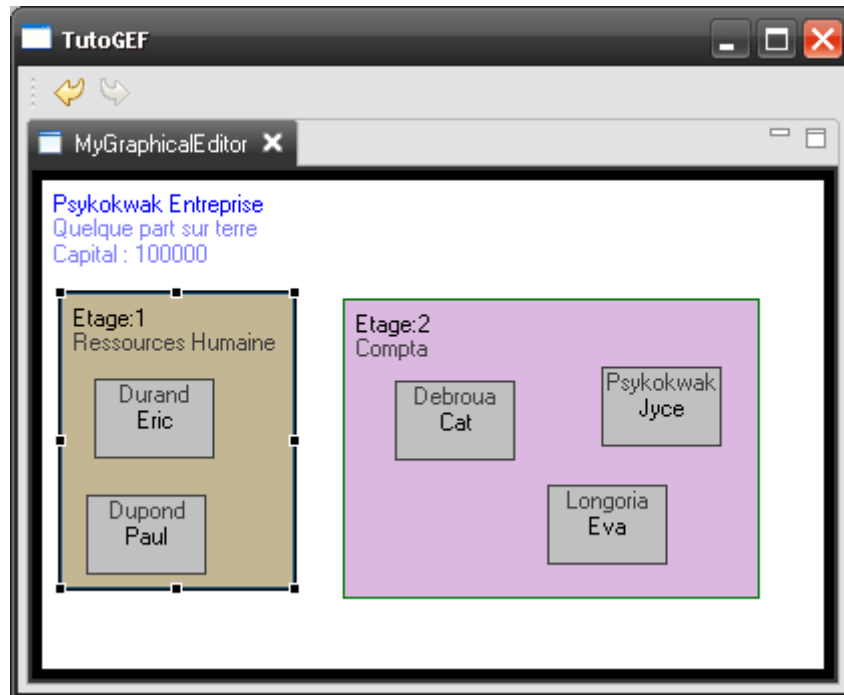 TutoGEF
MyGraphicalEditor
Psykokwak Entreprise
Quelque part sur terre
Capital : 100000
Etage:1
Ressources Humaine
Durand
Eric
Dupond
Paul
Etage:2
Compta
Debroua
Cat
Psykokwak
Jyce
Longoria
Eva